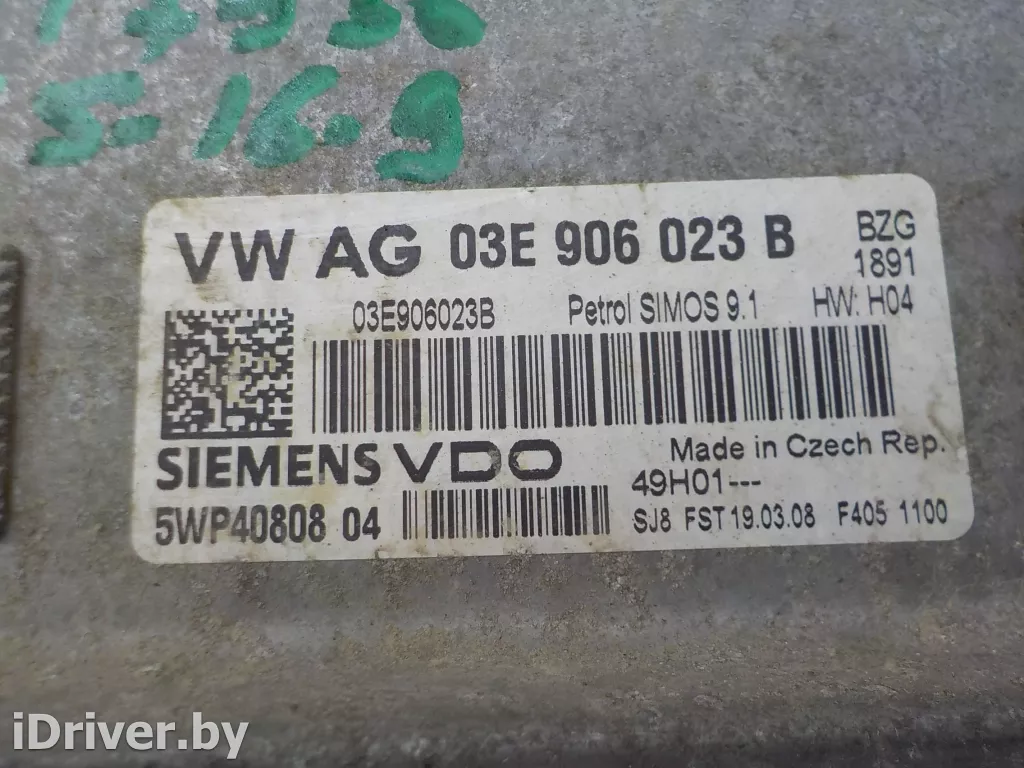 5-16-9
VW AG 03E 906 023 B
BZG
1891
03E906023B Petrol SIMOS 9.1 HW: H04
SIEMENS VDO Made in Czech Rep.
49H01---
5WP40808 04 SJ8 FST 19.03.08 F405 1100
iDriver.by